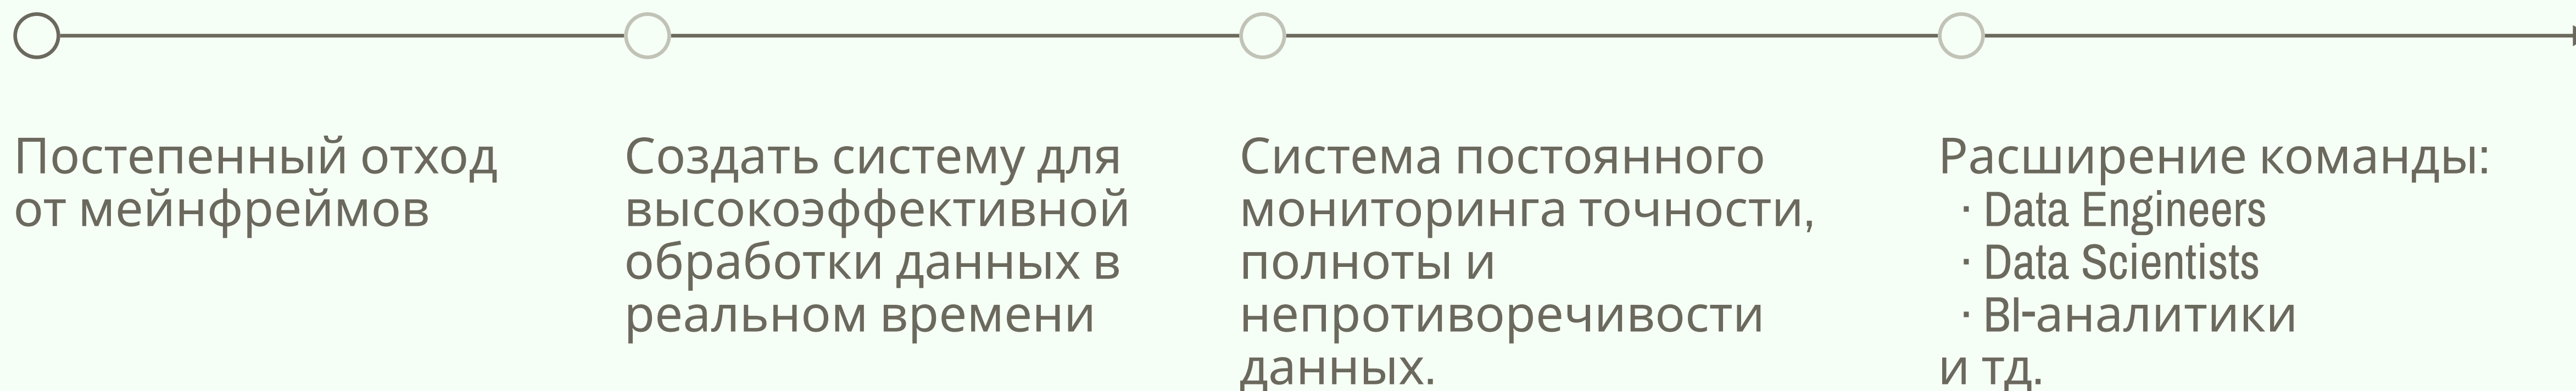 Постепенный отход
от мейнфреймов
Создать систему для
высокоэффективной
обработки данных в
реальном времени
Система постоянного
мониторинга точности,
полноты и
непротиворечивости
данных.
Расширение команды:
· Data Engineers
· Data Scientists
· BI-аналитики
и тд.